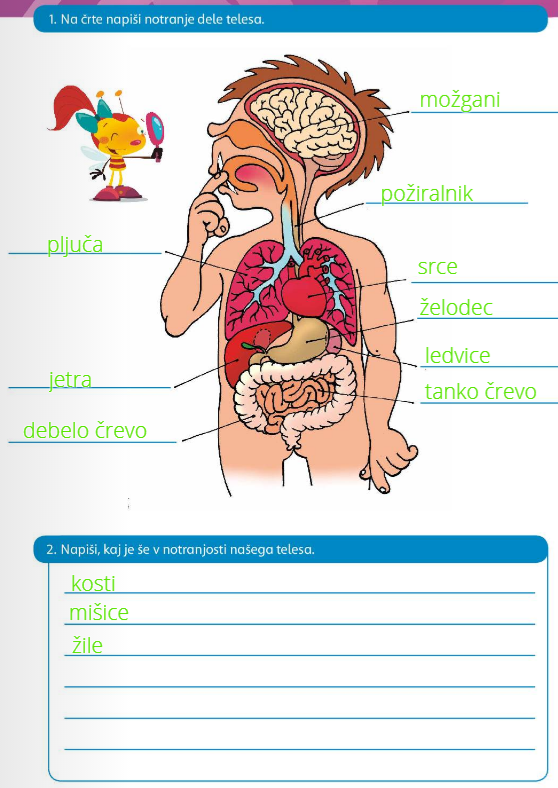 1. Na črte napiši notranje dele telesa.
možgani
požiralnik
pljuča
srce
želodec
ledvice
jetra
tanko črevo
debelo črevo
2. Napiši, kaj je še v notranjosti našega telesa.
kosti
mišice
žile